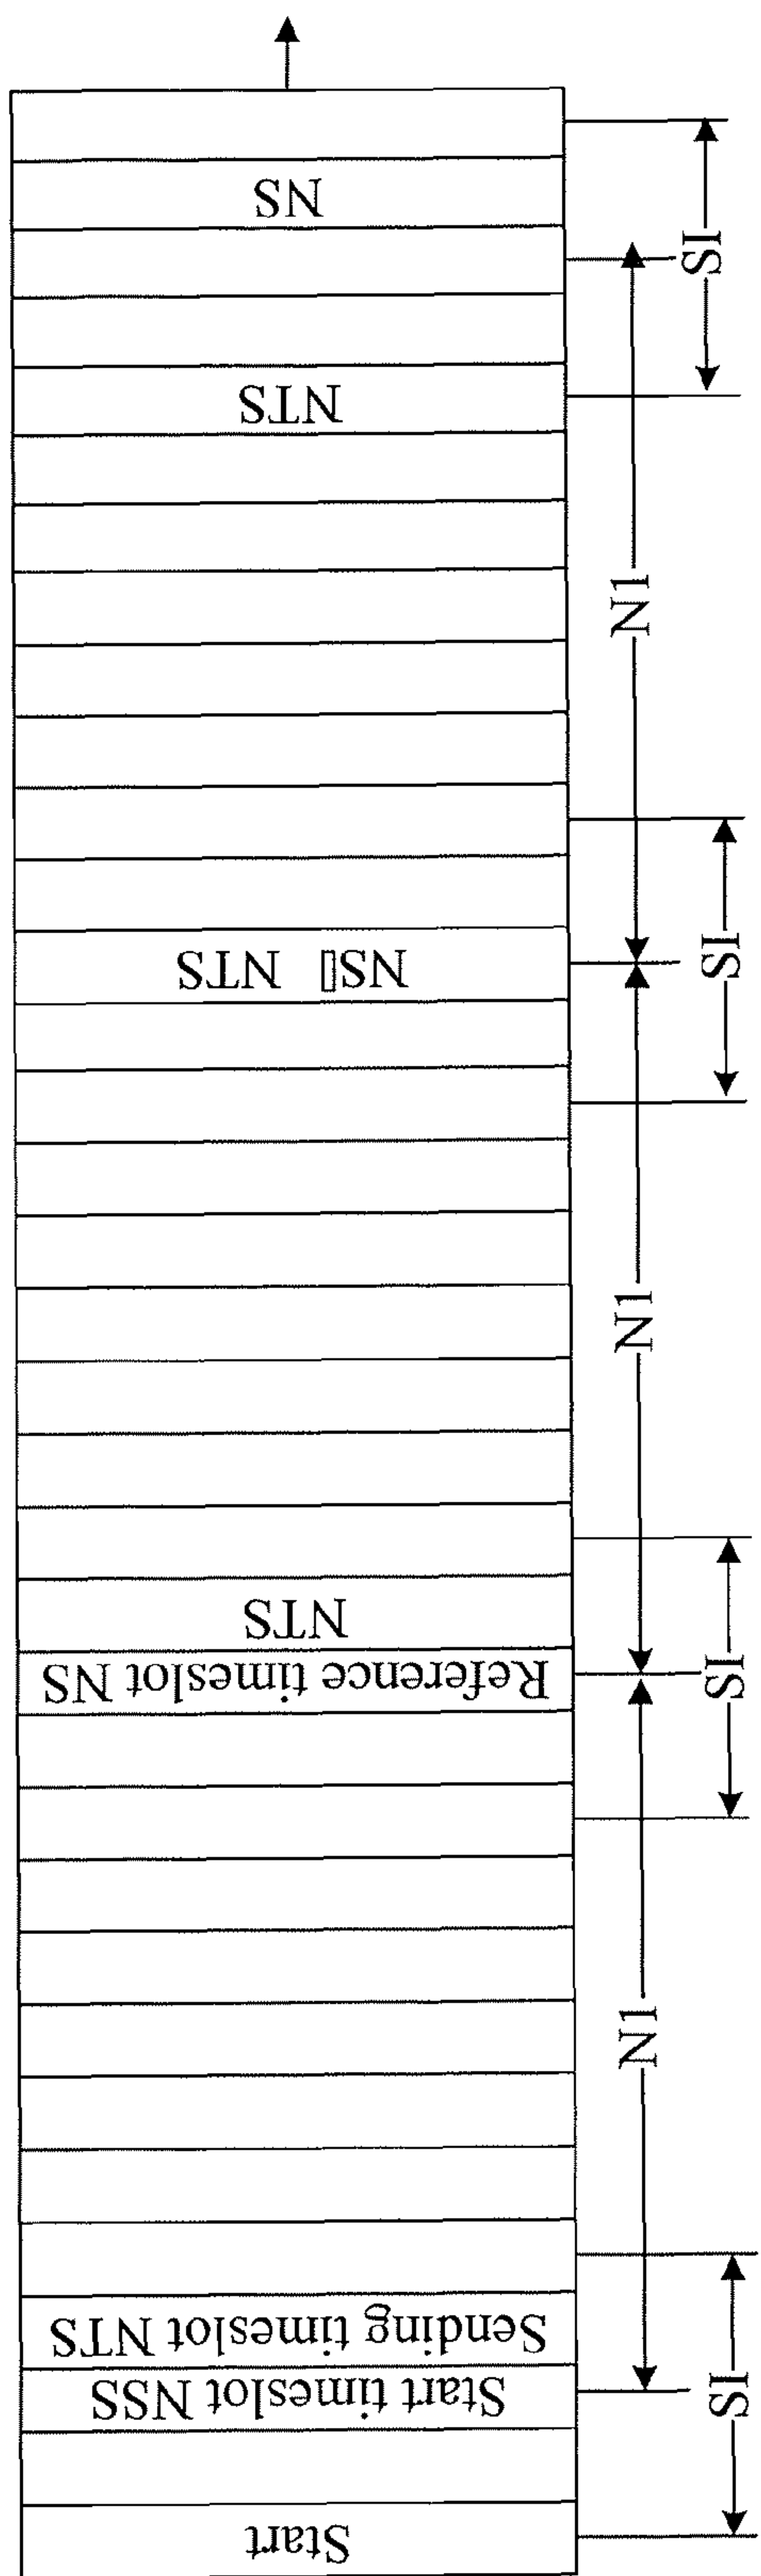 Start
SI
Start timeslot NSS
Sending timeslot NTS
N1
SI
Reference timeslot NS
NTS
N1
SI
NS▯ NTS
N1
NTS
SI
NS